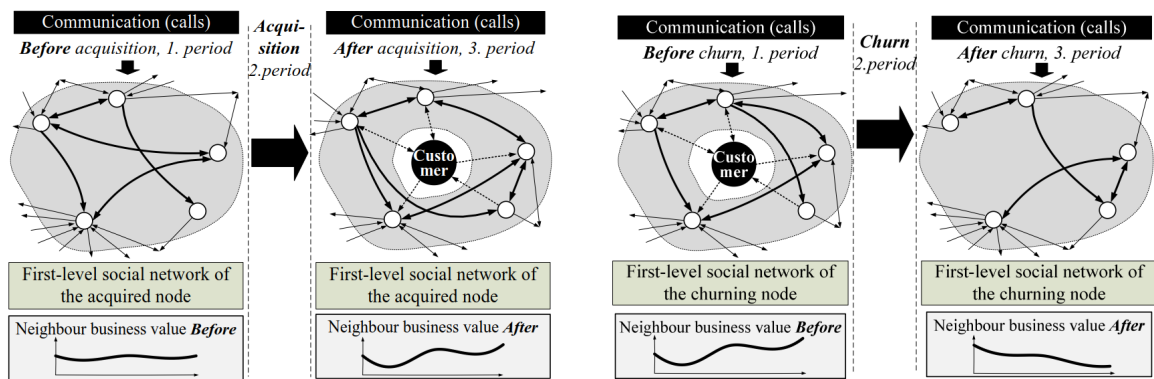 Communication (calls)
Before acquisition, 1. period
Acqui-
sition
2.period
Communication (calls)
After acquisition, 3. period
Custo
mer
First-level social network of
the acquired node
First-level social network of
the acquired node
Neighbour business value Before
Neighbour business value After
Communication (calls)
Before churn, 1. period
Churn
2.period
Communication (calls)
After churn, 3. period
Custo
mer
First-level social network of
the churning node
First-level social network of
the churning node
Neighbour business value Before
Neighbour business value After